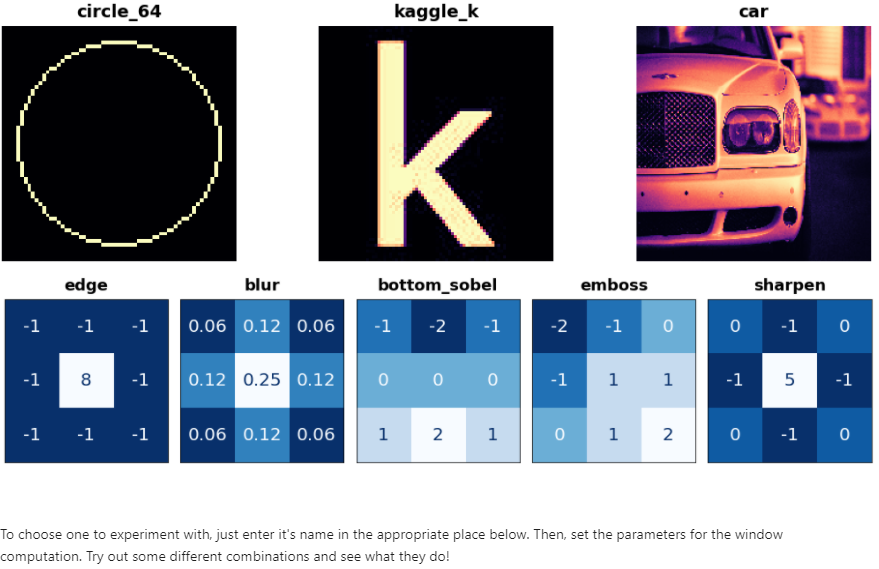 circle_64 kaggle_k car
edge blur bottom_sobel emboss sharpen
-1 -1 -1 0.06 0.12 0.06 -1 -2 -1 -2 -1 0 0 -1 0
-1 8 -1 0.12 0.25 0.12 0 0 0 -1 1 1 -1 5 -1
-1 -1 -1 0.06 0.12 0.06 1 2 1 0 1 2 0 -1 0
To choose one to experiment with, just enter it's name in the appropriate place below. Then, set the parameters for the window
computation. Try out some different combinations and see what they do!